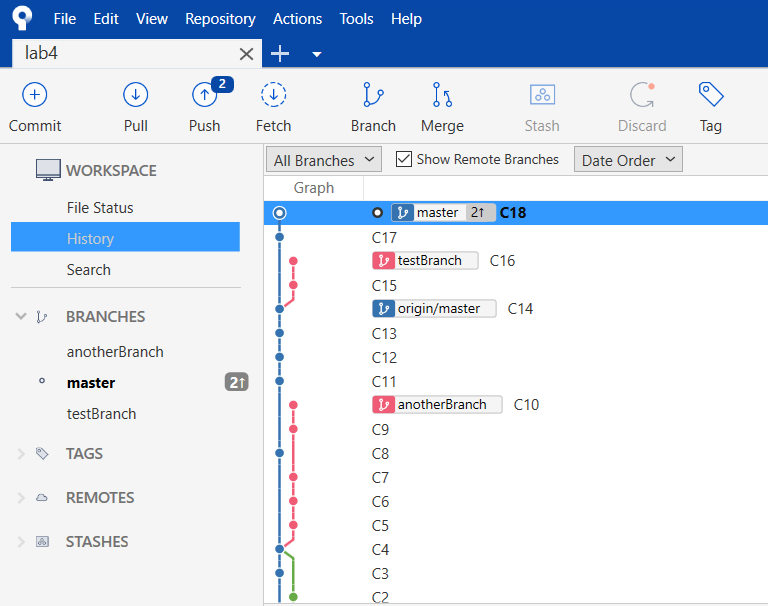 File Edit View Repository Actions Tools Help
lab4
2
Commit Pull Push Fetch Branch Merge Stash Discard Tag
WORKSPACE
File Status
History
Search
BRANCHES
anotherBranch
master 2↑
testBranch
TAGS
REMOTES
STASHES
All Branches Show Remote Branches Date Order
Graph
master 2↑ C18
C17
testBranch C16
C15
origin/master C14
C13
C12
C11
anotherBranch C10
C9
C8
C7
C6
C5
C4
C3
C2